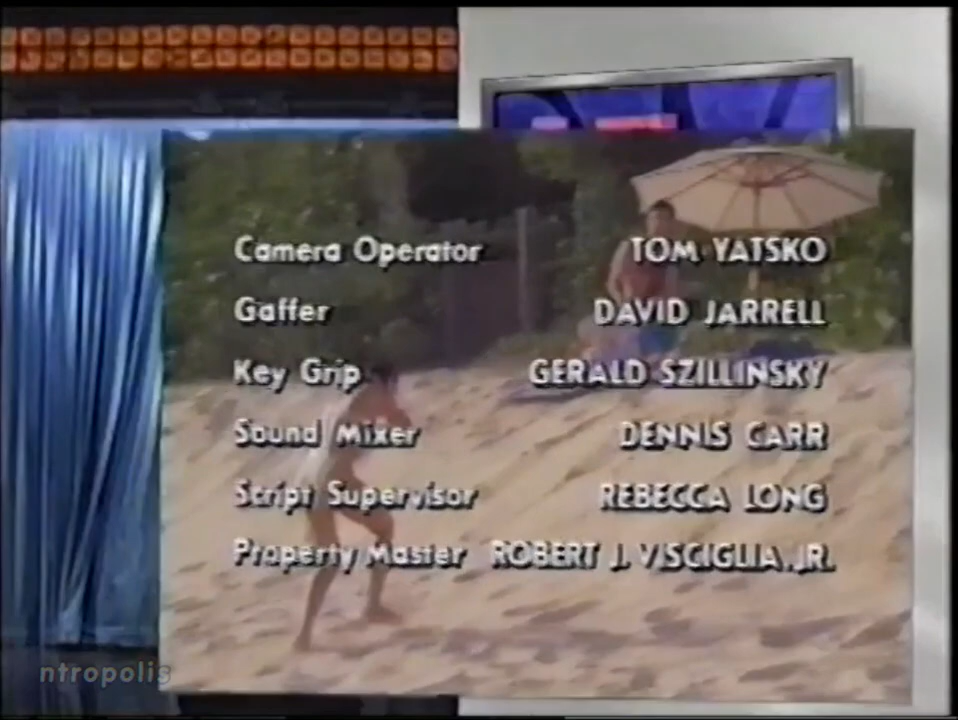 Camera Operator TOM YATSKO
Gaffer DAVID JARRELL
Key Grip GERALD SZILLINSKY
Sound Mixer DENNIS CARR
Script Supervisor REBECCA LONG
Property Master ROBERT J. VISCIGLIA, JR.
ntropolis